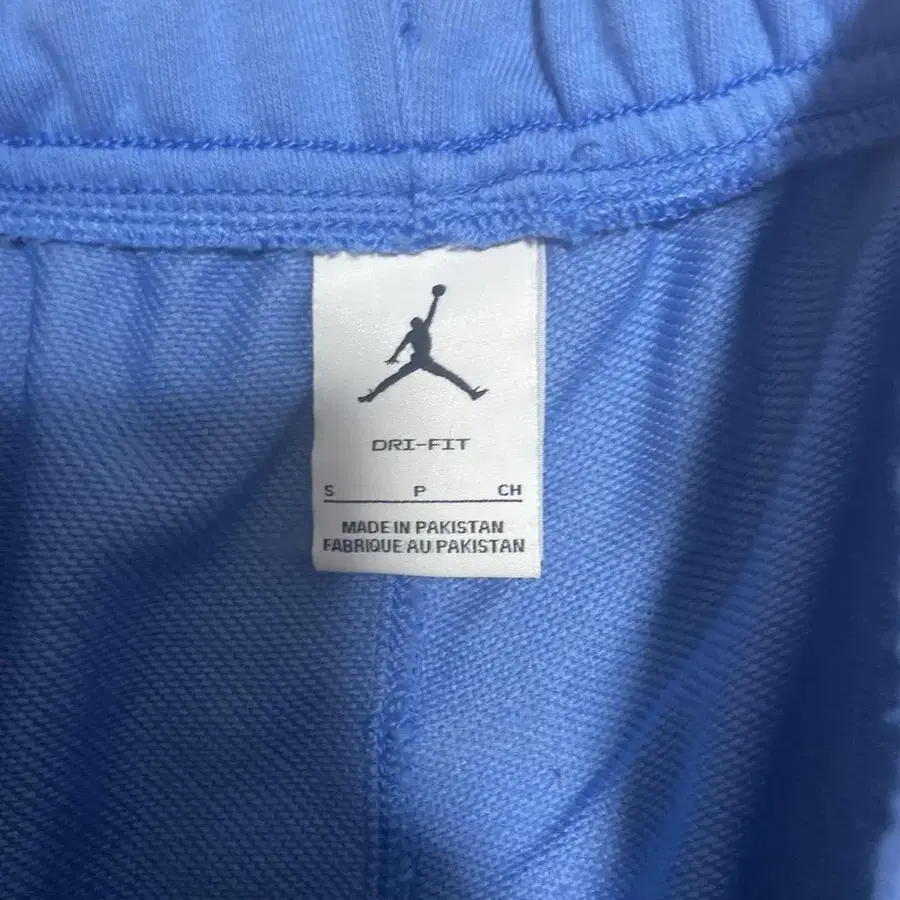 DRI-FIT
S P CH
MADE IN PAKISTAN
FABRIQUE AU PAKISTAN